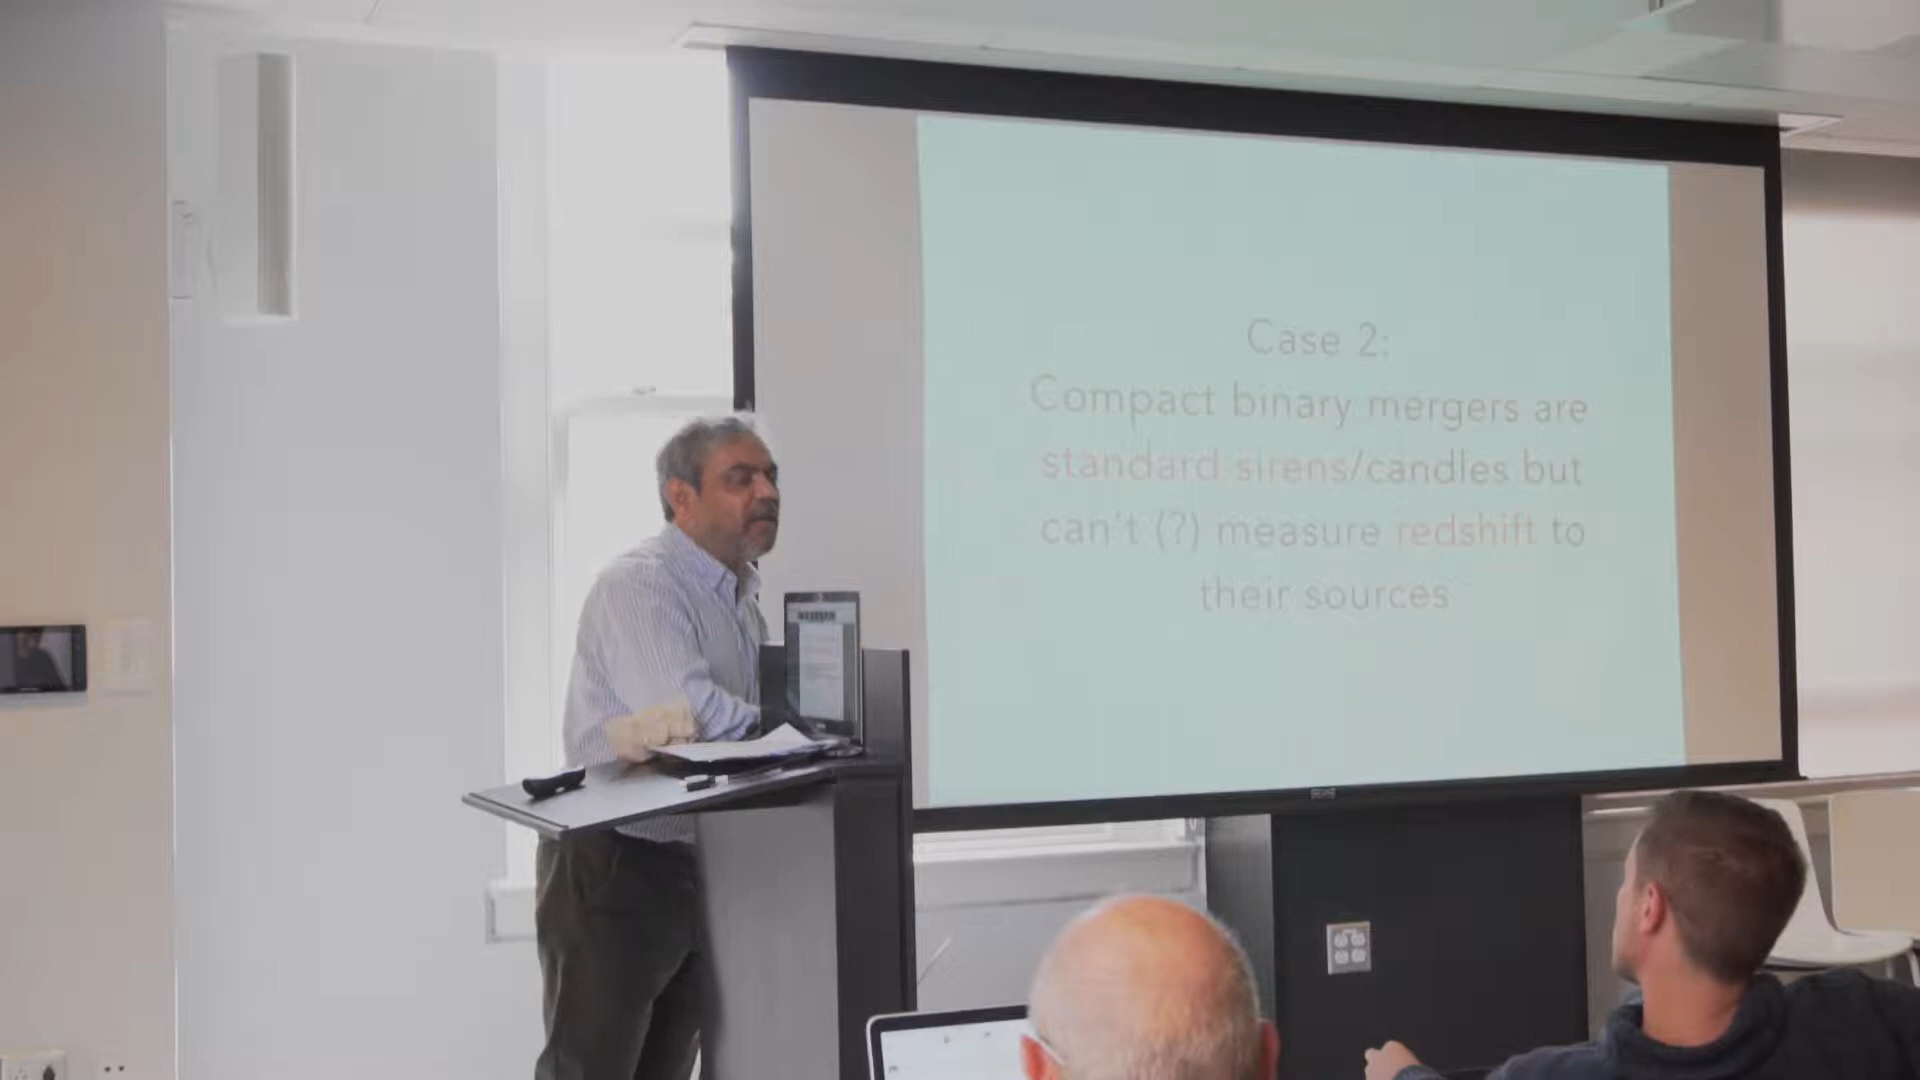 Case 2:
Compact binary mergers are
standard sirens/candles but
can't (?) measure redshift to
their sources